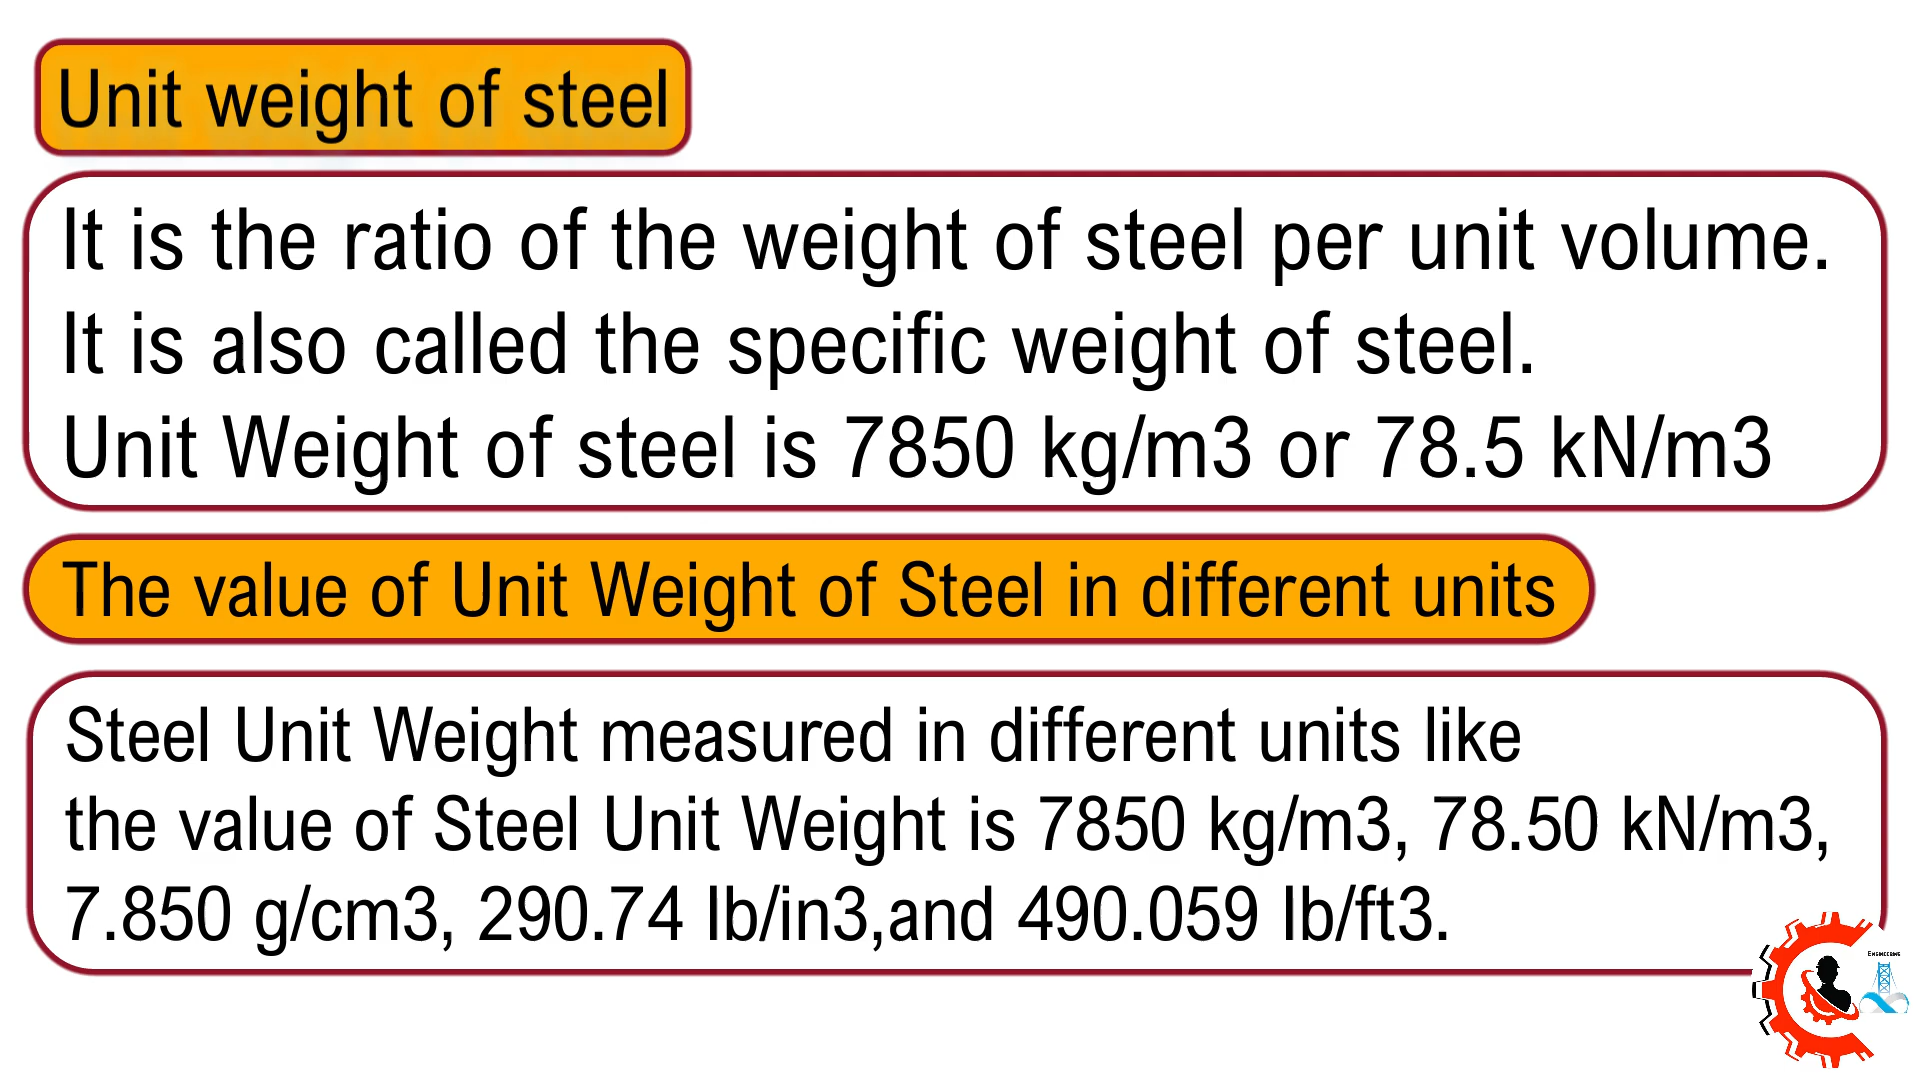 Unit weight of steel
It is the ratio of the weight of steel per unit volume.
It is also called the specific weight of steel.
Unit Weight of steel is 7850 kg/m3 or 78.5 kN/m3
The value of Unit Weight of Steel in different units
Steel Unit Weight measured in different units like
the value of Steel Unit Weight is 7850 kg/m3, 78.50 kN/m3,
7.850 g/cm3, 290.74 lb/in3,and 490.059 lb/ft3.